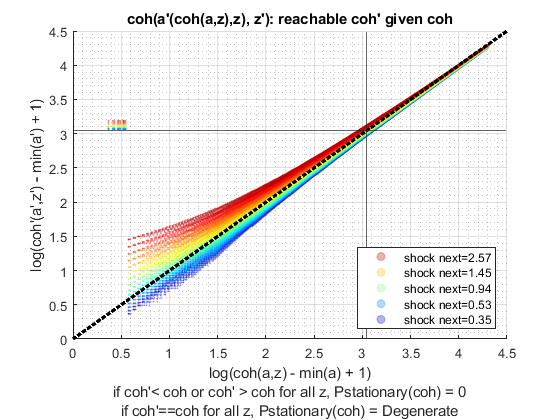 coh(a'(coh(a,z),z), z'): reachable coh' given coh
log(coh'(a',z') - min(a') + 1)
4.5
4
3.5
3
2.5
2
1.5
1
0.5
0
shock next=2.57
shock next=1.45
shock next=0.94
shock next=0.53
shock next=0.35
0 0.5 1 1.5 2 2.5 3 3.5 4 4.5
log(coh(a,z) - min(a) + 1)
if coh'< coh or coh' > coh for all z, Pstationary(coh) = 0
if coh'==coh for all z, Pstationary(coh) = Degenerate